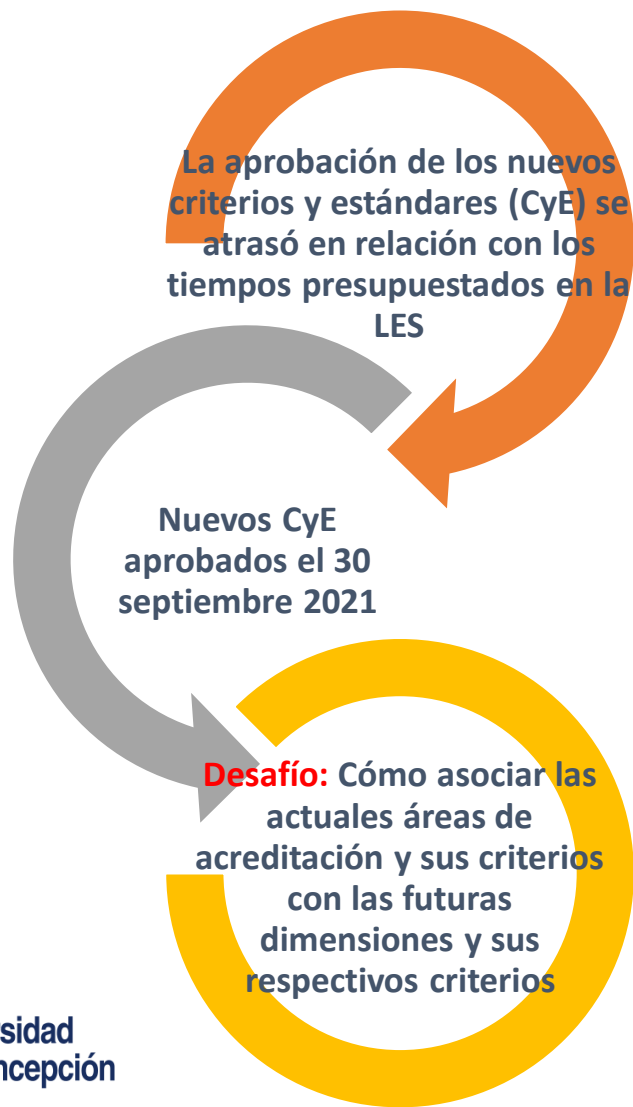 La aprobación de los nuevos
criterios y estándares (CyE) se
atrasó en relación con los
tiempos presupuestados en la
LES
Nuevos CyE
aprobados el 30
septiembre 2021
Desafío: Cómo asociar las
actuales áreas de
acreditación y sus criterios
con las futuras
dimensiones y sus
respectivos criterios
rsidad
ncepción